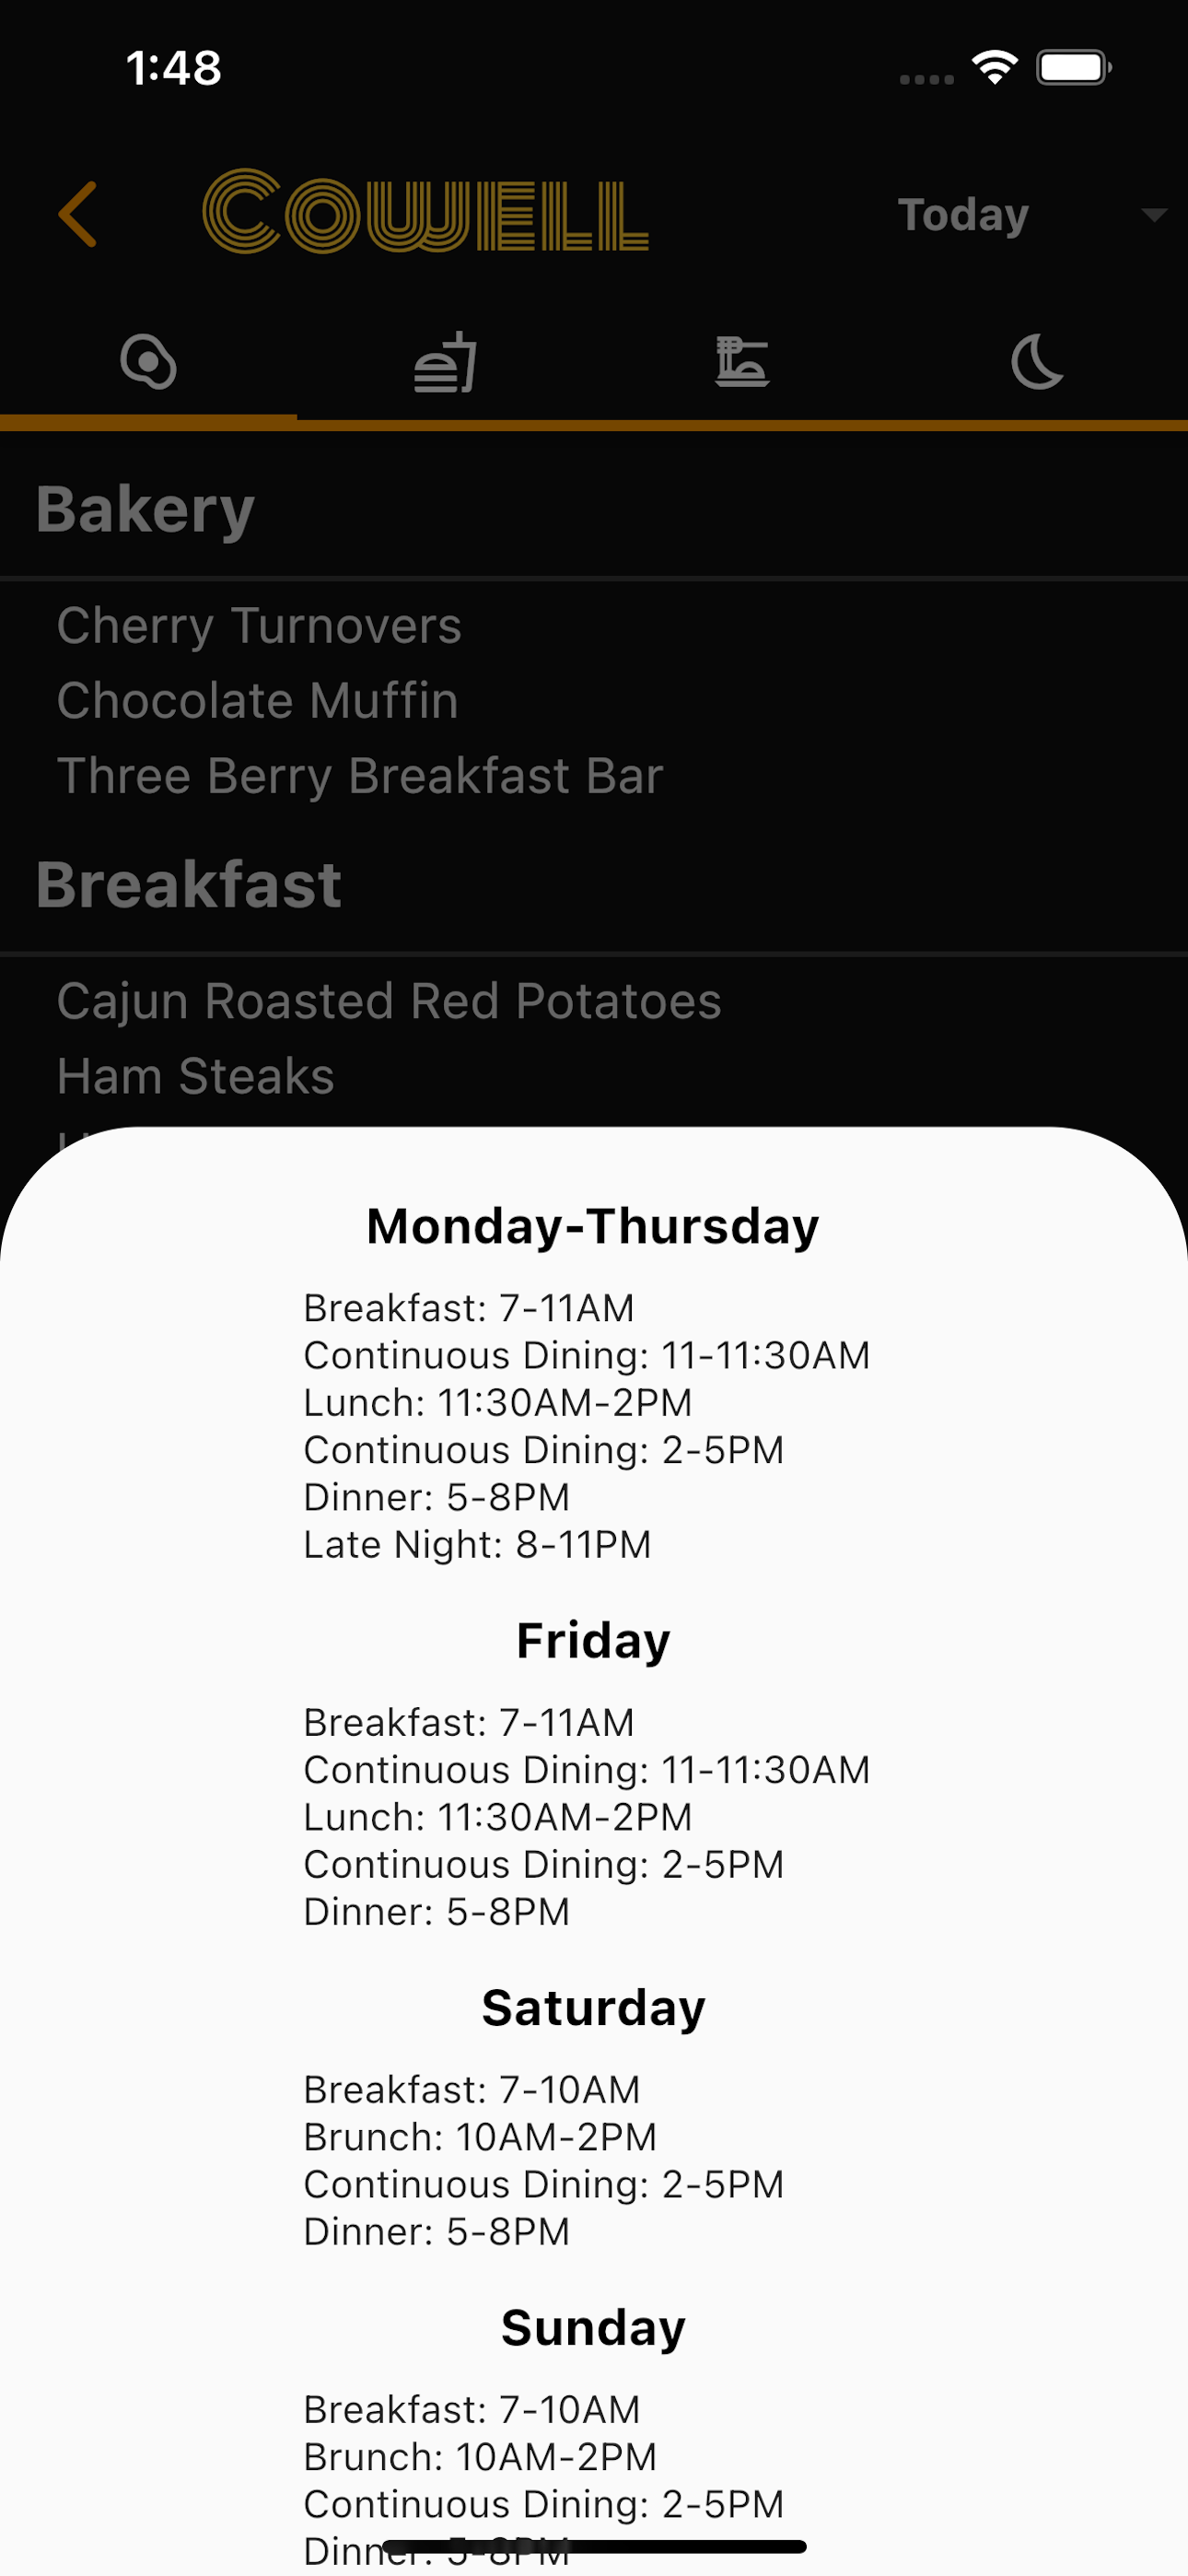 1:48
COWELL
Today
Bakery
Cherry Turnovers
Chocolate Muffin
Three Berry Breakfast Bar
Breakfast
Cajun Roasted Red Potatoes
Ham Steaks
Monday-Thursday
Breakfast: 7-11AM
Continuous Dining: 11-11:30AM
Lunch: 11:30AM-2PM
Continuous Dining: 2-5PM
Dinner: 5-8PM
Late Night: 8-11PM
Friday
Breakfast: 7-11AM
Continuous Dining: 11-11:30AM
Lunch: 11:30AM-2PM
Continuous Dining: 2-5PM
Dinner: 5-8PM
Saturday
Breakfast: 7-10AM
Brunch: 10AM-2PM
Continuous Dining: 2-5PM
Dinner: 5-8PM
Sunday
Breakfast: 7-10AM
Brunch: 10AM-2PM
Continuous Dining: 2-5PM
Dinner: 5-8PM